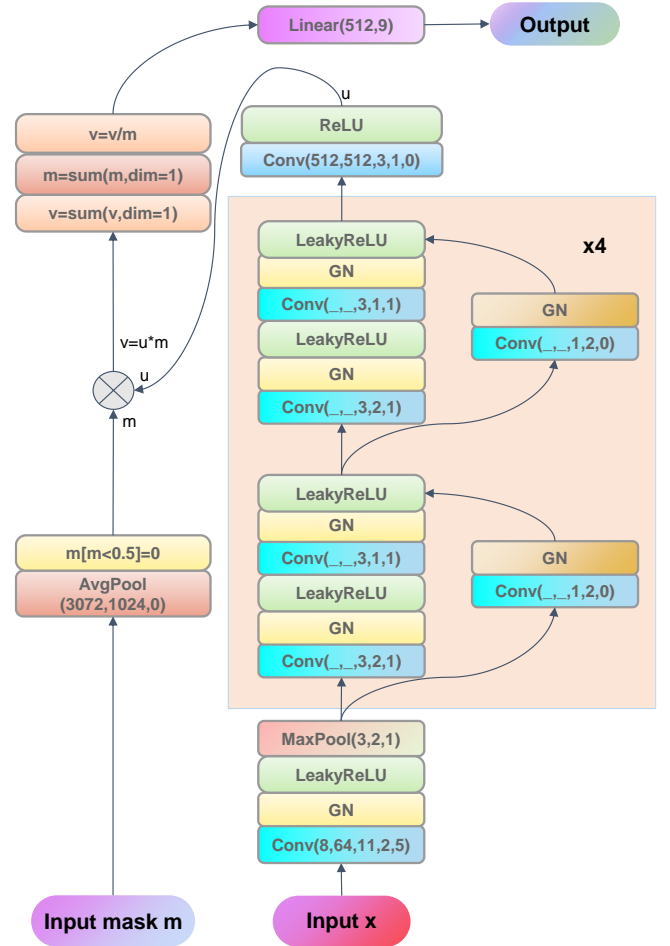 Linear(512,9)
Output
u
v=v/m
m=sum(m,dim=1)
v=sum(v,dim=1)
ReLU
Conv(512,512,3,1,0)
x4
LeakyReLU
GN
Conv(_,_,3,1,1)
LeakyReLU
GN
Conv(_,_,3,2,1)
GN
Conv(_,_,1,2,0)
v=u*m
u
m
LeakyReLU
GN
Conv(_,_,3,1,1)
LeakyReLU
GN
Conv(_,_,3,2,1)
GN
Conv(_,_,1,2,0)
m[m<0.5]=0
AvgPool
(3072,1024,0)
MaxPool(3,2,1)
LeakyReLU
GN
Conv(8,64,11,2,5)
Input mask m
Input x